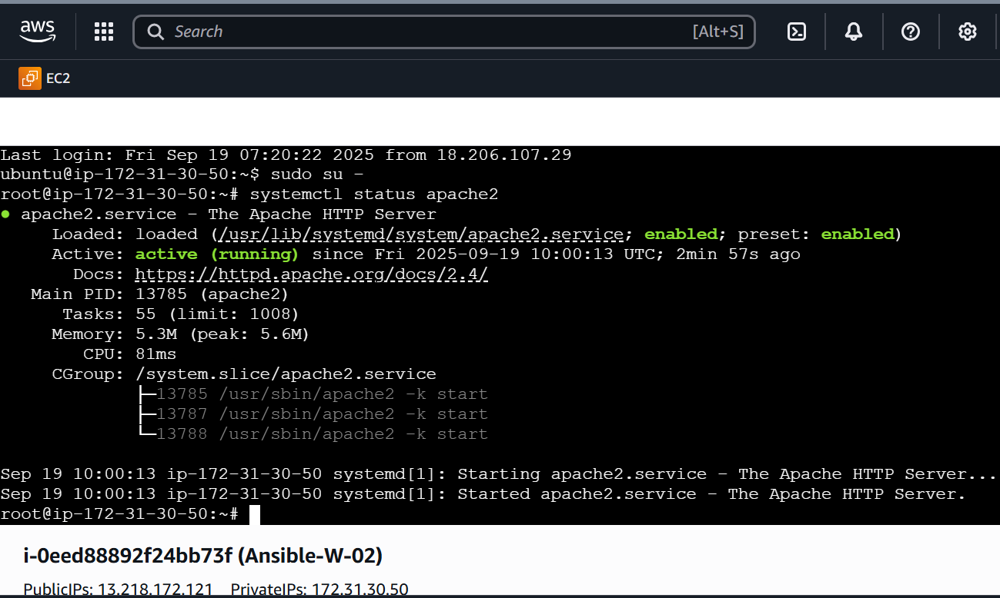 aws
Search [Alt+S]
EC2
Last login: Fri Sep 19 07:20:22 2025 from 18.206.107.29
ubuntu@ip-172-31-30-50:~$ sudo su -
root@ip-172-31-30-50:~# systemctl status apache2
● apache2.service - The Apache HTTP Server
     Loaded: loaded (/usr/lib/systemd/system/apache2.service; enabled; preset: enabled)
     Active: active (running) since Fri 2025-09-19 10:00:13 UTC; 2min 57s ago
       Docs: https://httpd.apache.org/docs/2.4/
   Main PID: 13785 (apache2)
      Tasks: 55 (limit: 1008)
     Memory: 5.3M (peak: 5.6M)
        CPU: 81ms
     CGroup: /system.slice/apache2.service
             ├─13785 /usr/sbin/apache2 -k start
             ├─13787 /usr/sbin/apache2 -k start
             └─13788 /usr/sbin/apache2 -k start
Sep 19 10:00:13 ip-172-31-30-50 systemd[1]: Starting apache2.service - The Apache HTTP Server...
Sep 19 10:00:13 ip-172-31-30-50 systemd[1]: Started apache2.service - The Apache HTTP Server.
root@ip-172-31-30-50:~#
i-0eed88892f24bb73f (Ansible-W-02)
PublicIPs: 13.218.172.121 PrivateIPs: 172.31.30.50